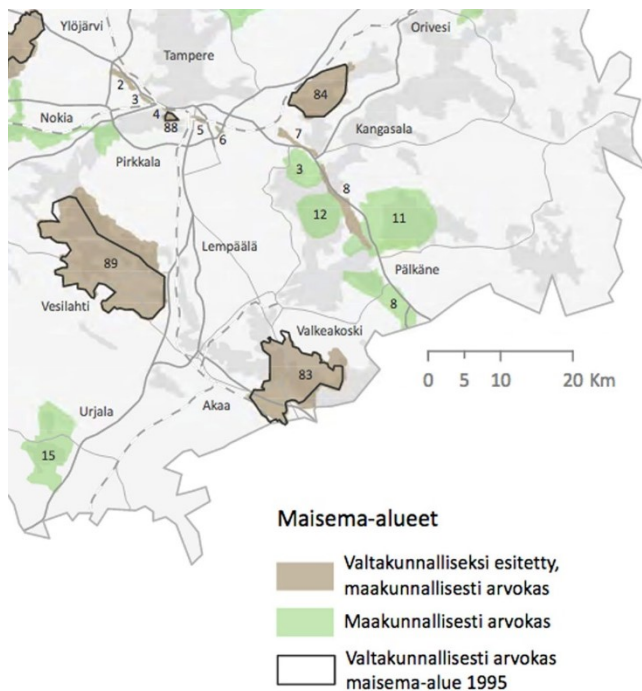 Ylöjärvi
Orivesi
Tampere
84
2
3
4
Nokia
88
5
6
7
Kangasala
Pirkkala
3
8
12
11
Lempäälä
89
Pälkäne
Vesilahti
8
Valkeakoski
83
0 5 10 20 Km
Akaa
Urjala
15
Maisema-alueet
Valtakunnalliseksi esitetty,
maakunnallisesti arvokas
Maakunnallisesti arvokas
Valtakunnallisesti arvokas
maisema-alue 1995